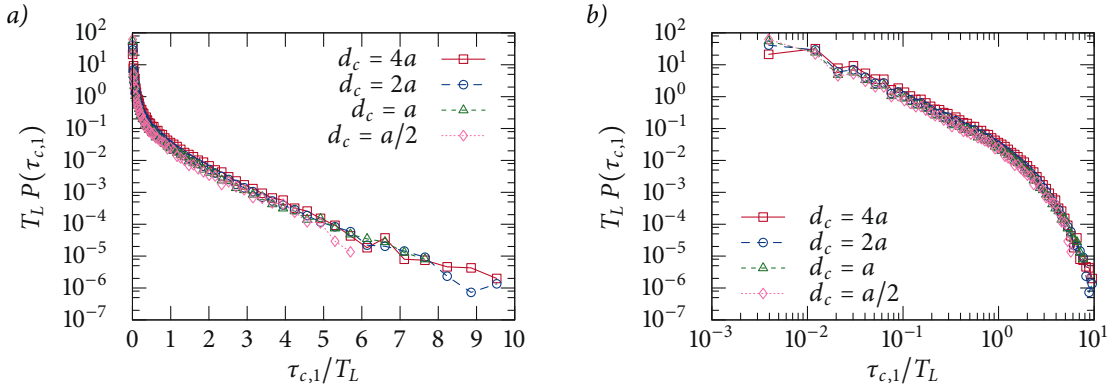 a)
10^2
10^1
10^0
10^-1
10^-2
10^-3
10^-4
10^-5
10^-6
10^-7
T_L P(τ_{c,1})
d_c = 4a
d_c = 2a
d_c = a
d_c = a/2
0 1 2 3 4 5 6 7 8 9 10
τ_{c,1}/T_L
b)
10^2
10^1
10^0
10^-1
10^-2
10^-3
10^-4
10^-5
10^-6
10^-7
T_L P(τ_{c,1})
d_c = 4a
d_c = 2a
d_c = a
d_c = a/2
10^-3 10^-2 10^-1 10^0 10^1
τ_{c,1}/T_L